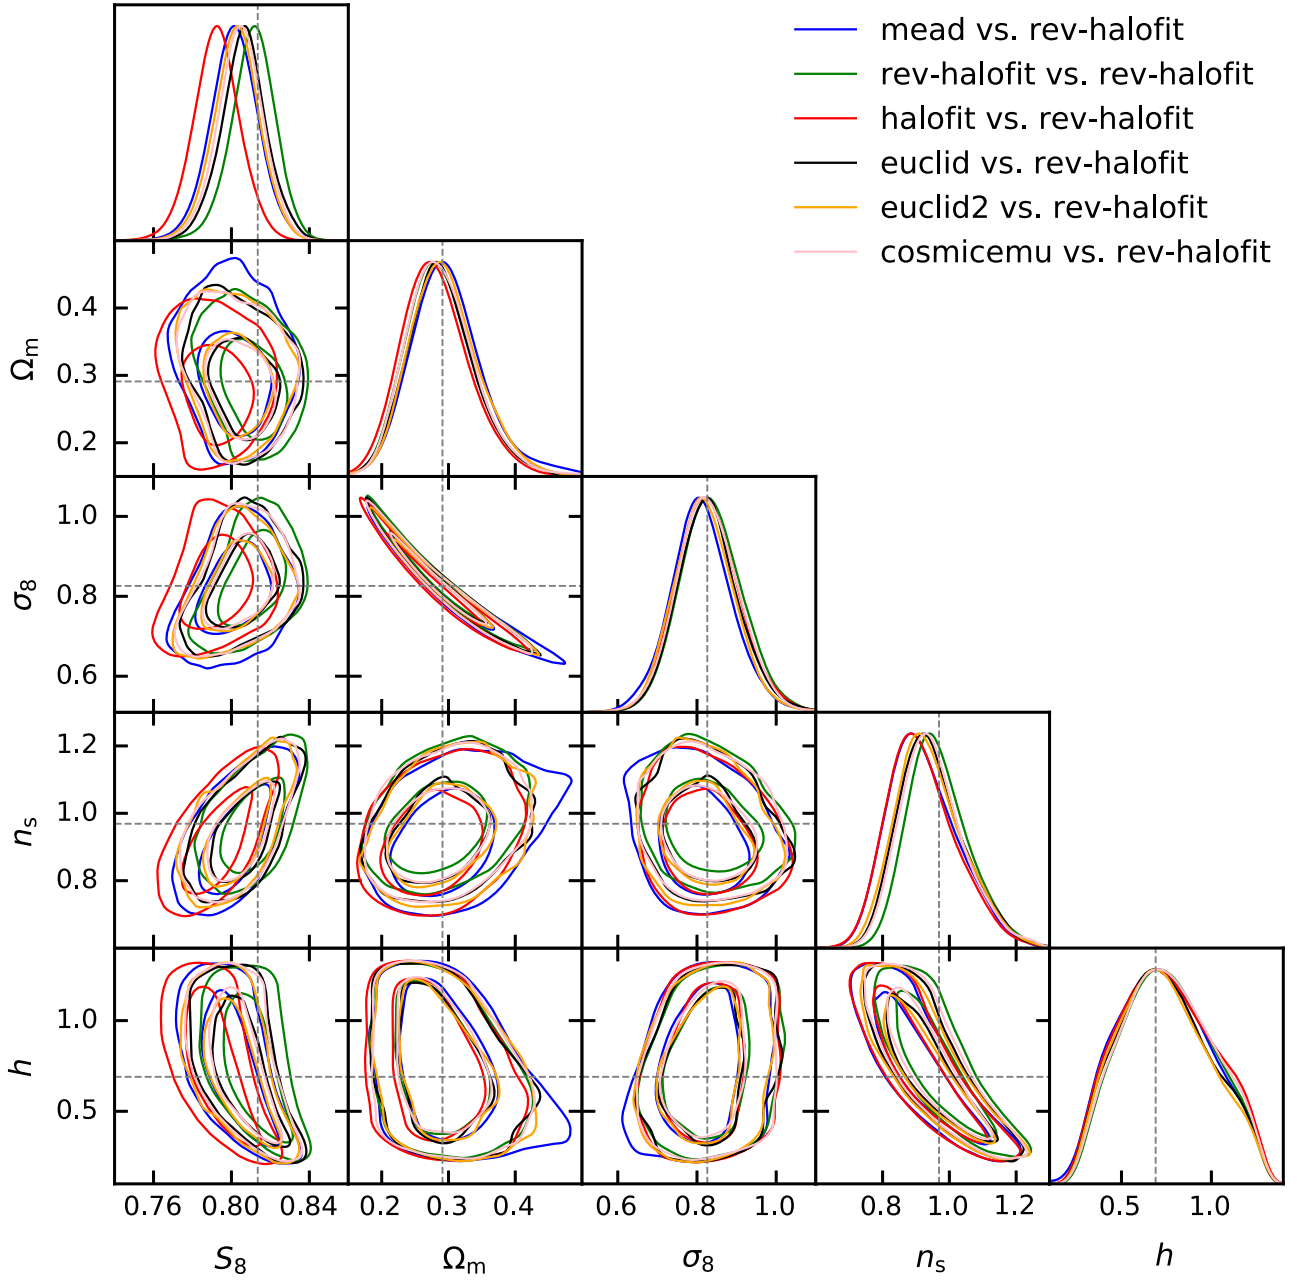 mead vs. rev-halofit
rev-halofit vs. rev-halofit
halofit vs. rev-halofit
euclid vs. rev-halofit
euclid2 vs. rev-halofit
cosmicemu vs. rev-halofit
0.4
0.3
0.2
Ωm
1.0
0.8
0.6
σ8
1.2
1.0
0.8
ns
1.0
0.5
h
0.76 0.80 0.84 0.2 0.3 0.4 0.6 0.8 1.0 0.8 1.0 1.2 0.5 1.0
S8 Ωm σ8 ns h